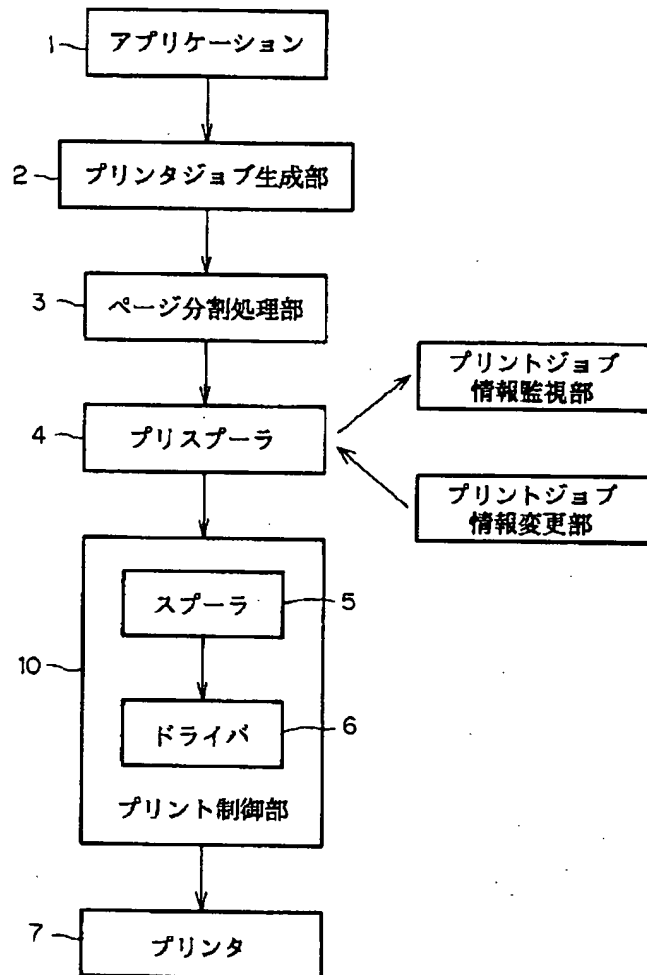 1
アプリケーション
2
プリンタジョブ生成部
3
ページ分割処理部
プリントジョブ
情報監視部
4
プリスプーラ
プリントジョブ
情報変更部
スプーラ
5
10
ドライバ
6
プリント制御部
7
プリンタ